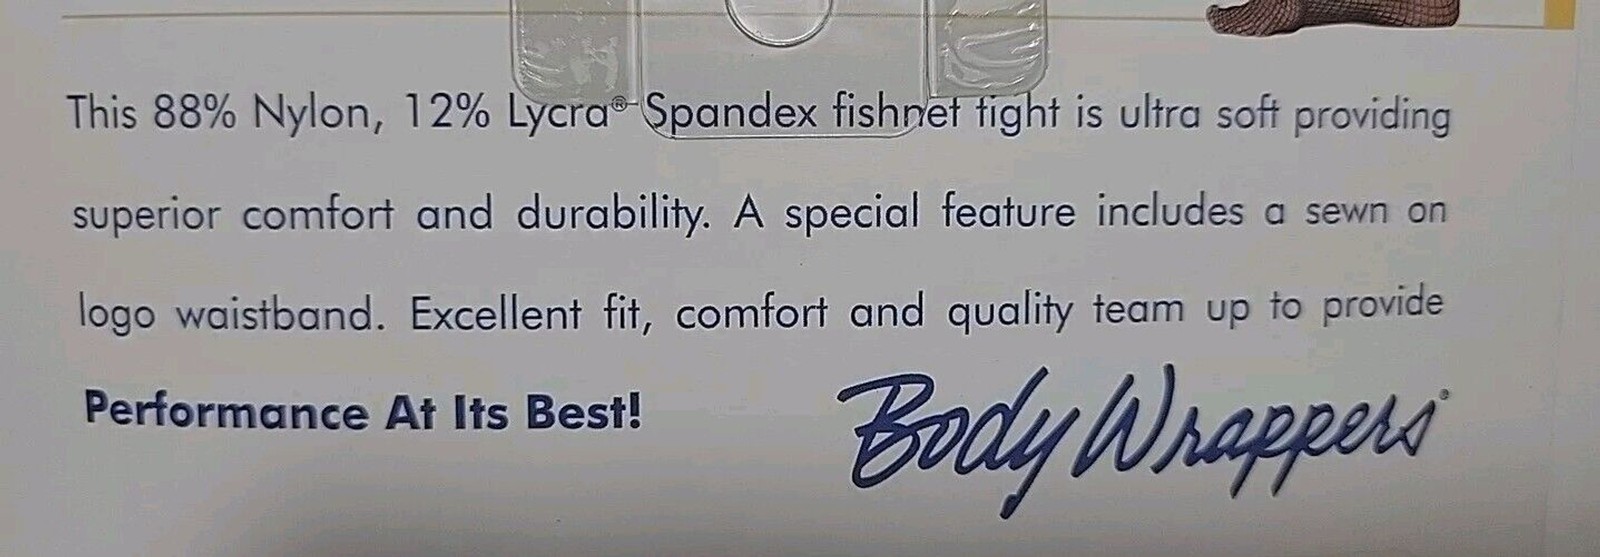 This 88% Nylon, 12% Lycra® Spandex fishnet tight is ultra soft providing
superior comfort and durability. A special feature includes a sewn on
logo waistband. Excellent fit, comfort and quality team up to provide
Performance At Its Best!
Body Wrappers®